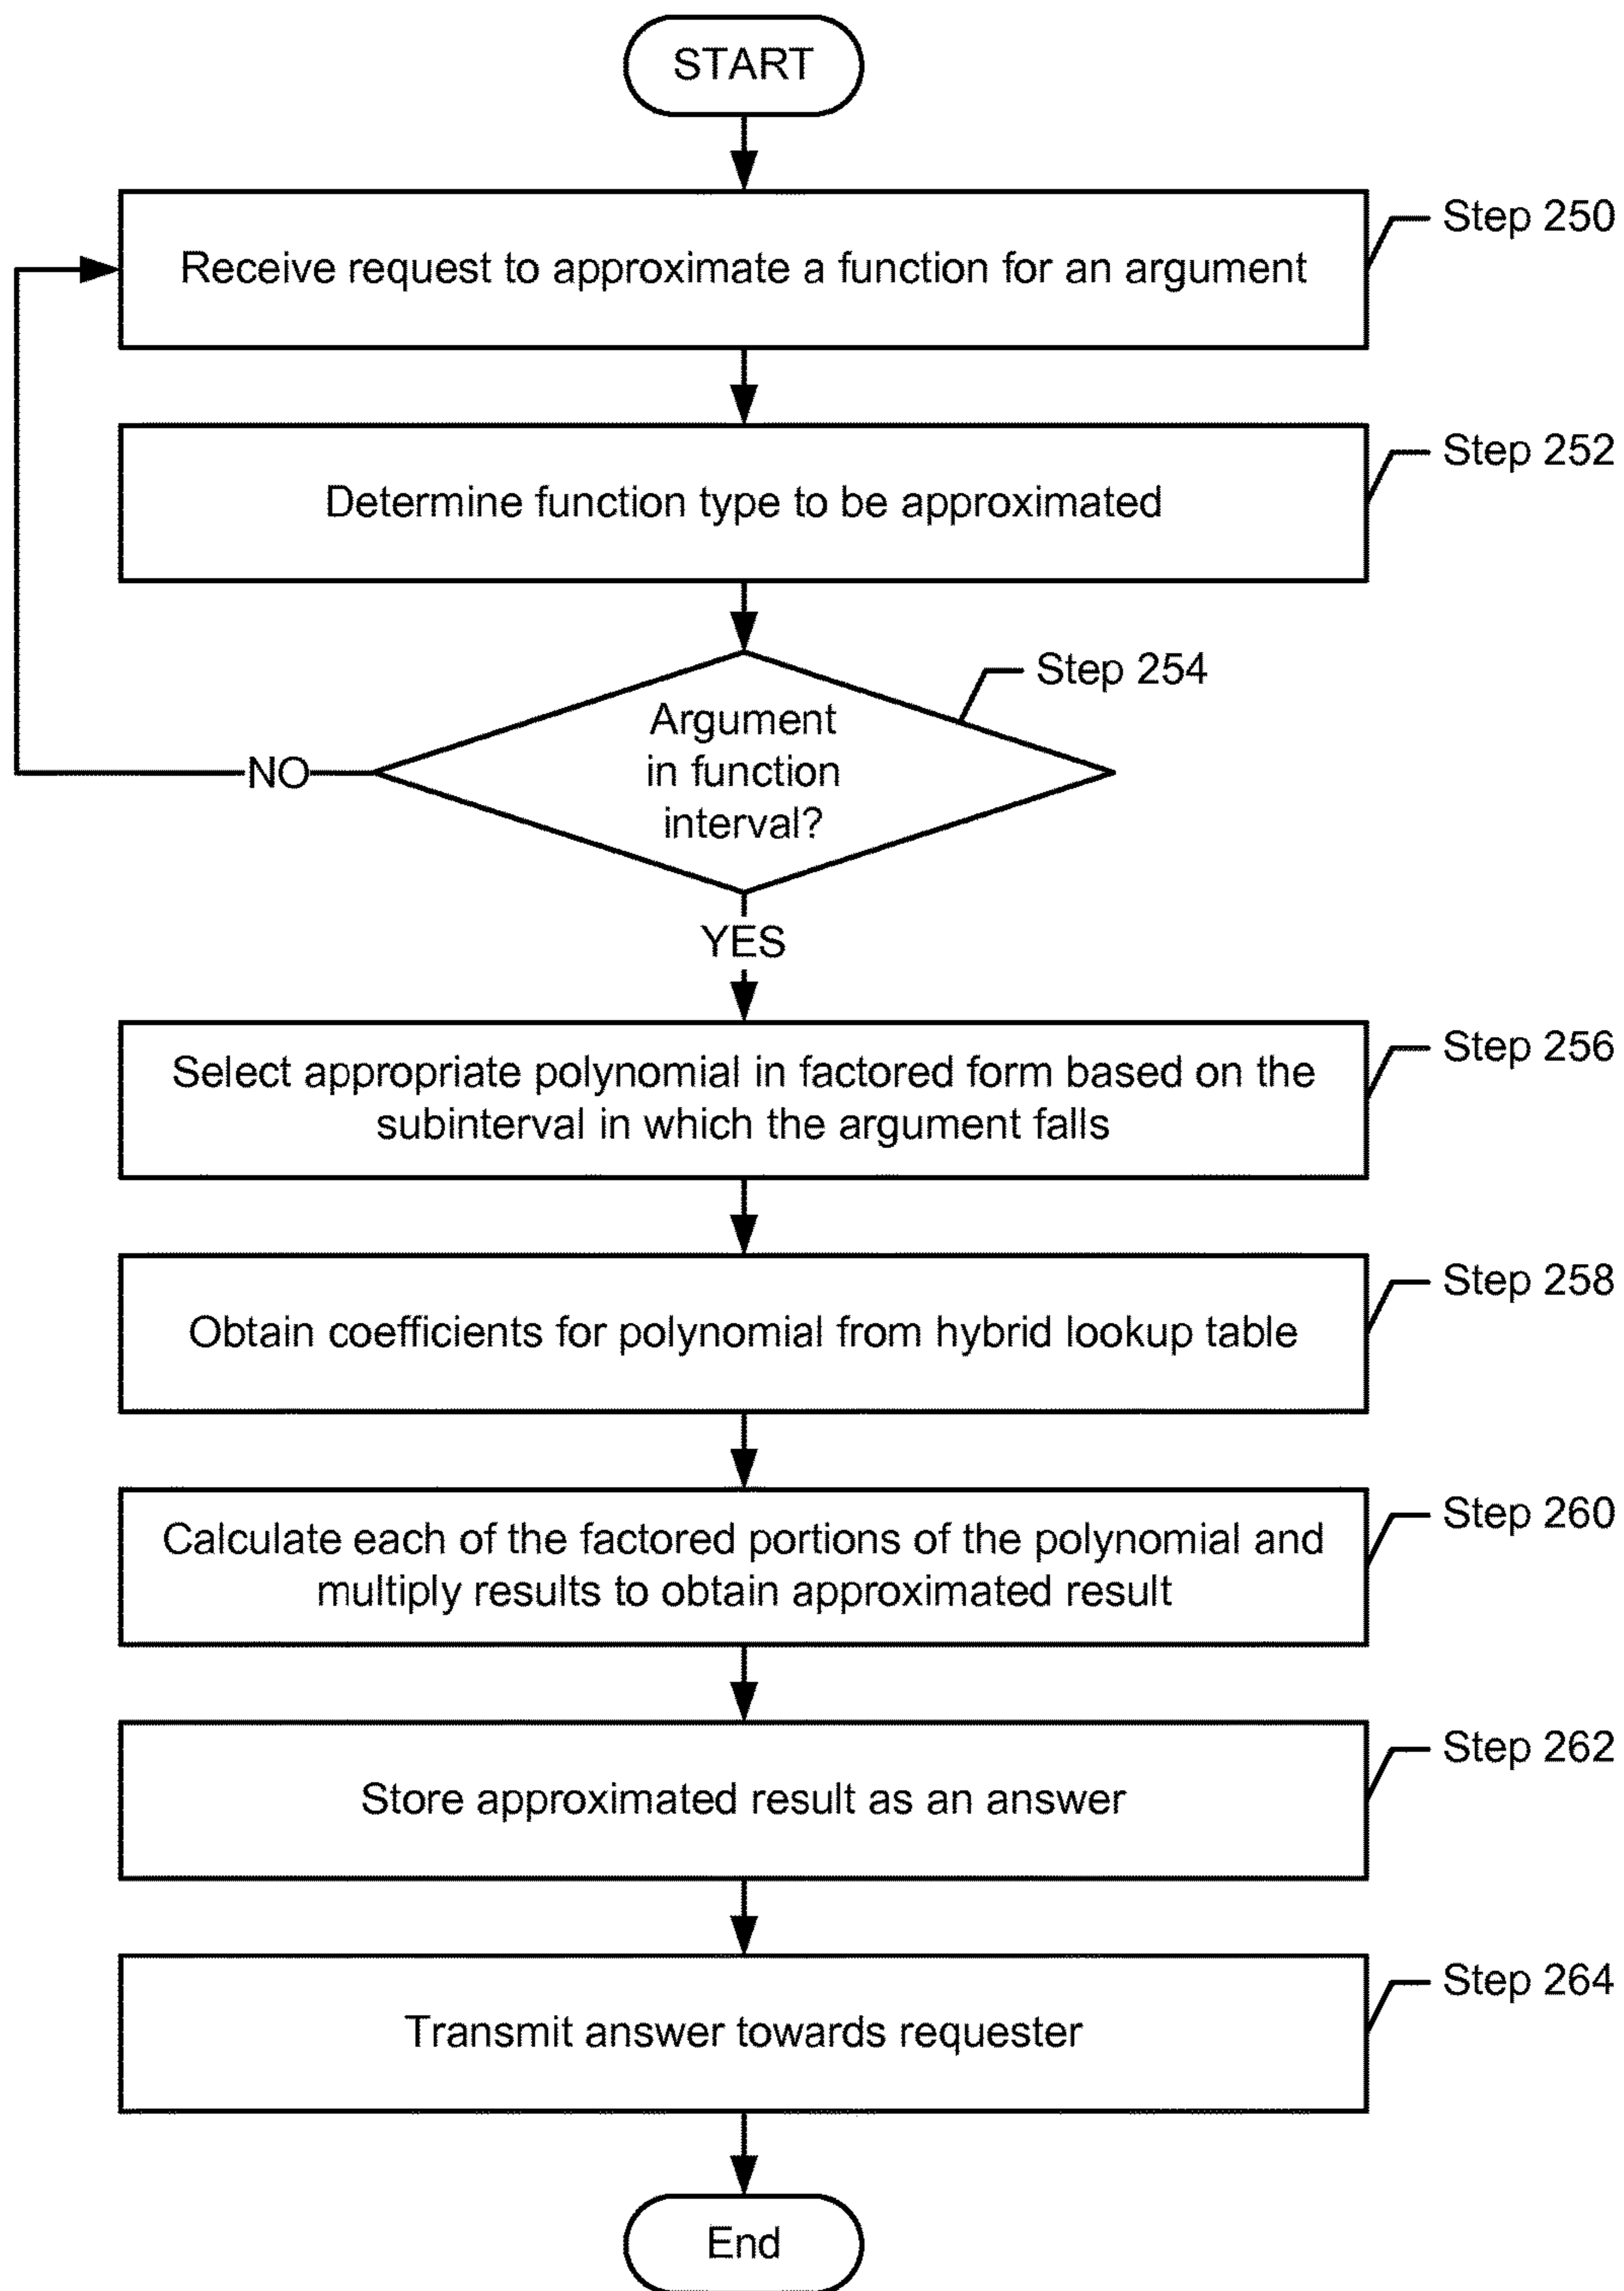 START
Receive request to approximate a function for an argument
Step 250
Determine function type to be approximated
Step 252
Argument
in function
interval?
Step 254
NO
YES
Select appropriate polynomial in factored form based on the
subinterval in which the argument falls
Step 256
Obtain coefficients for polynomial from hybrid lookup table
Step 258
Calculate each of the factored portions of the polynomial and
multiply results to obtain approximated result
Step 260
Store approximated result as an answer
Step 262
Transmit answer towards requester
Step 264
End